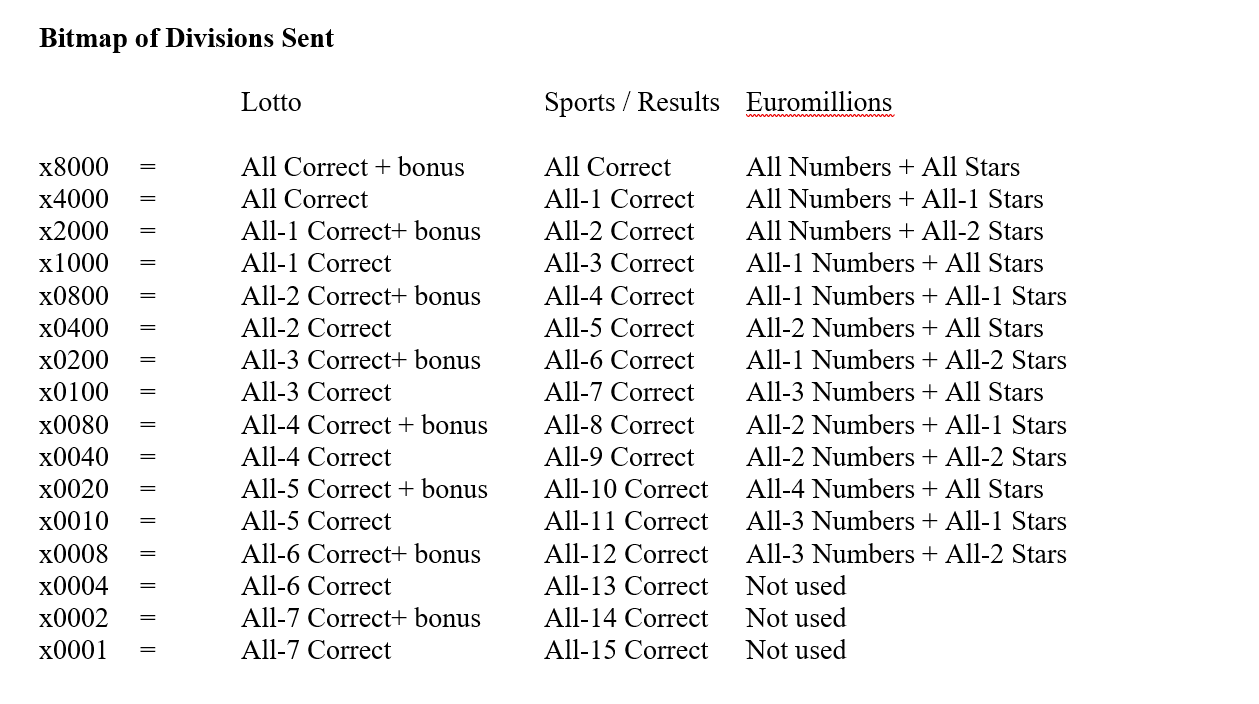 Bitmap of Divisions Sent
Lotto Sports / Results Euromillions
x8000 = All Correct + bonus All Correct All Numbers + All Stars
x4000 = All Correct All-1 Correct All Numbers + All-1 Stars
x2000 = All-1 Correct+ bonus All-2 Correct All Numbers + All-2 Stars
x1000 = All-1 Correct All-3 Correct All-1 Numbers + All Stars
x0800 = All-2 Correct+ bonus All-4 Correct All-1 Numbers + All-1 Stars
x0400 = All-2 Correct All-5 Correct All-2 Numbers + All Stars
x0200 = All-3 Correct+ bonus All-6 Correct All-1 Numbers + All-2 Stars
x0100 = All-3 Correct All-7 Correct All-3 Numbers + All Stars
x0080 = All-4 Correct + bonus All-8 Correct All-2 Numbers + All-1 Stars
x0040 = All-4 Correct All-9 Correct All-2 Numbers + All-2 Stars
x0020 = All-5 Correct + bonus All-10 Correct All-4 Numbers + All Stars
x0010 = All-5 Correct All-11 Correct All-3 Numbers + All-1 Stars
x0008 = All-6 Correct+ bonus All-12 Correct All-3 Numbers + All-2 Stars
x0004 = All-6 Correct All-13 Correct Not used
x0002 = All-7 Correct+ bonus All-14 Correct Not used
x0001 = All-7 Correct All-15 Correct Not used